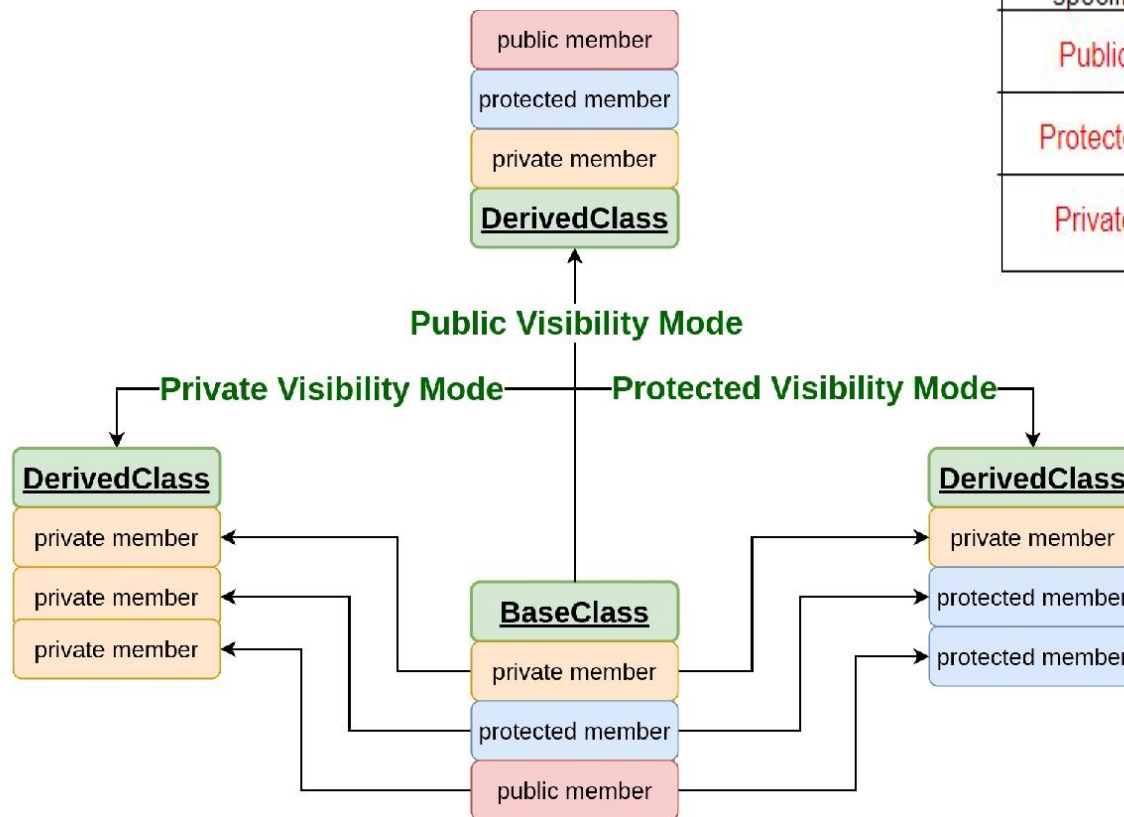 public member
protected member
private member
DerivedClass
Public
Private
Public Visibility Mode
Private Visibility Mode
Protected Visibility Mode
DerivedClass
private member
private member
private member
BaseClass
private member
protected member
public member
DerivedClass
private member
protected member
protected member